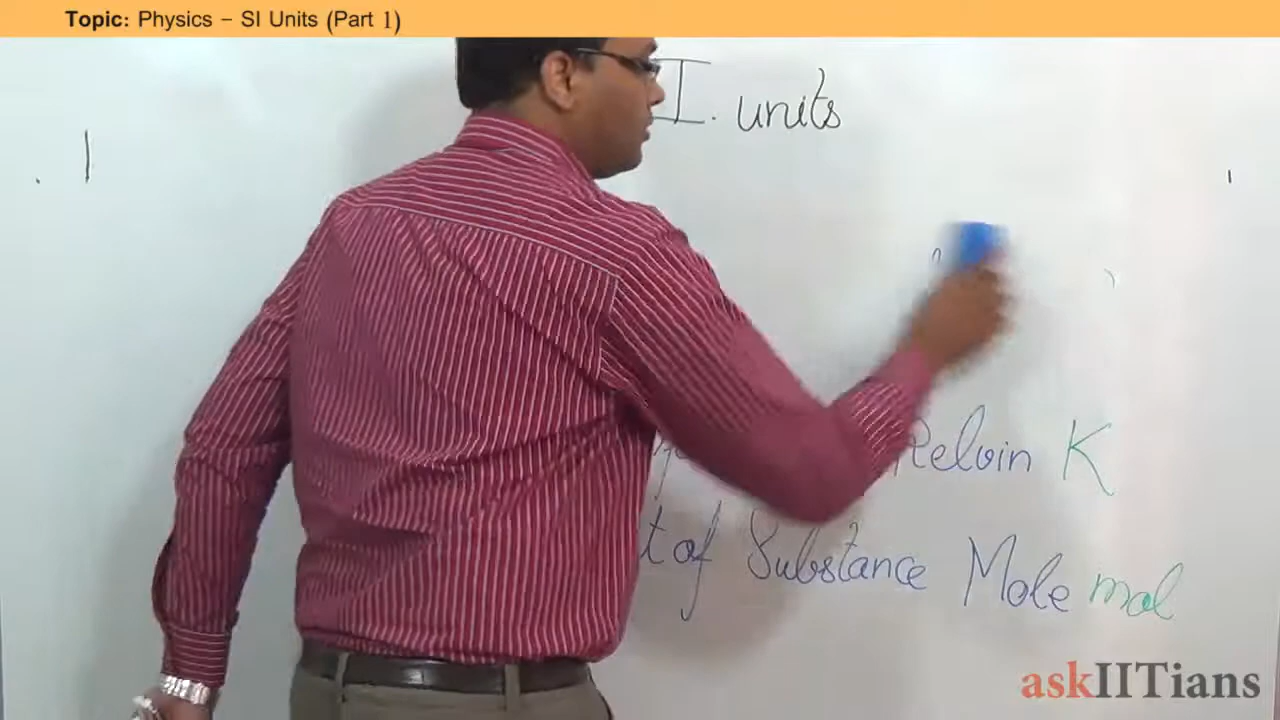 Topic: Physics – SI Units (Part 1)
I. units
Kelvin K
of Substance Mole mol
askIITians